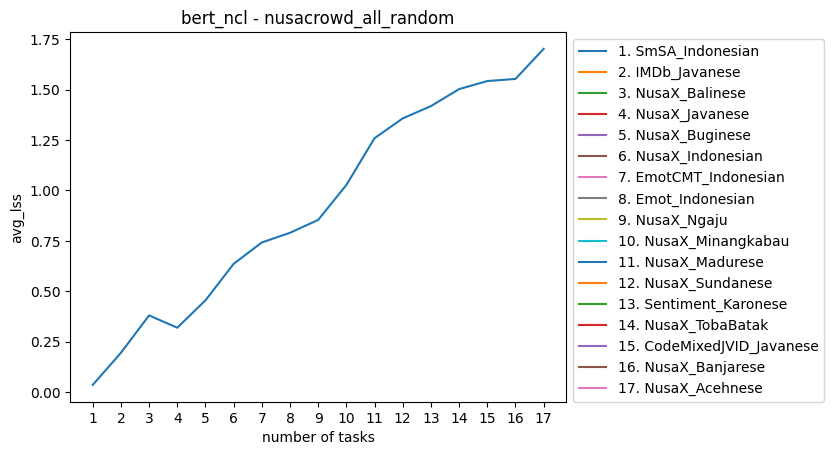 bert_ncl - nusacrowd_all_random
1.75
1.50
1.25
1.00
0.75
0.50
0.25
0.00
avg_lss
1 2 3 4 5 6 7 8 9 10 11 12 13 14 15 16 17
number of tasks
1. SmSA_Indonesian
2. IMDb_Javanese
3. NusaX_Balinese
4. NusaX_Javanese
5. NusaX_Buginese
6. NusaX_Indonesian
7. EmotCMT_Indonesian
8. Emot_Indonesian
9. NusaX_Ngaju
10. NusaX_Minangkabau
11. NusaX_Madurese
12. NusaX_Sundanese
13. Sentiment_Karonese
14. NusaX_TobaBatak
15. CodeMixedJVID_Javanese
16. NusaX_Banjarese
17. NusaX_Acehnese